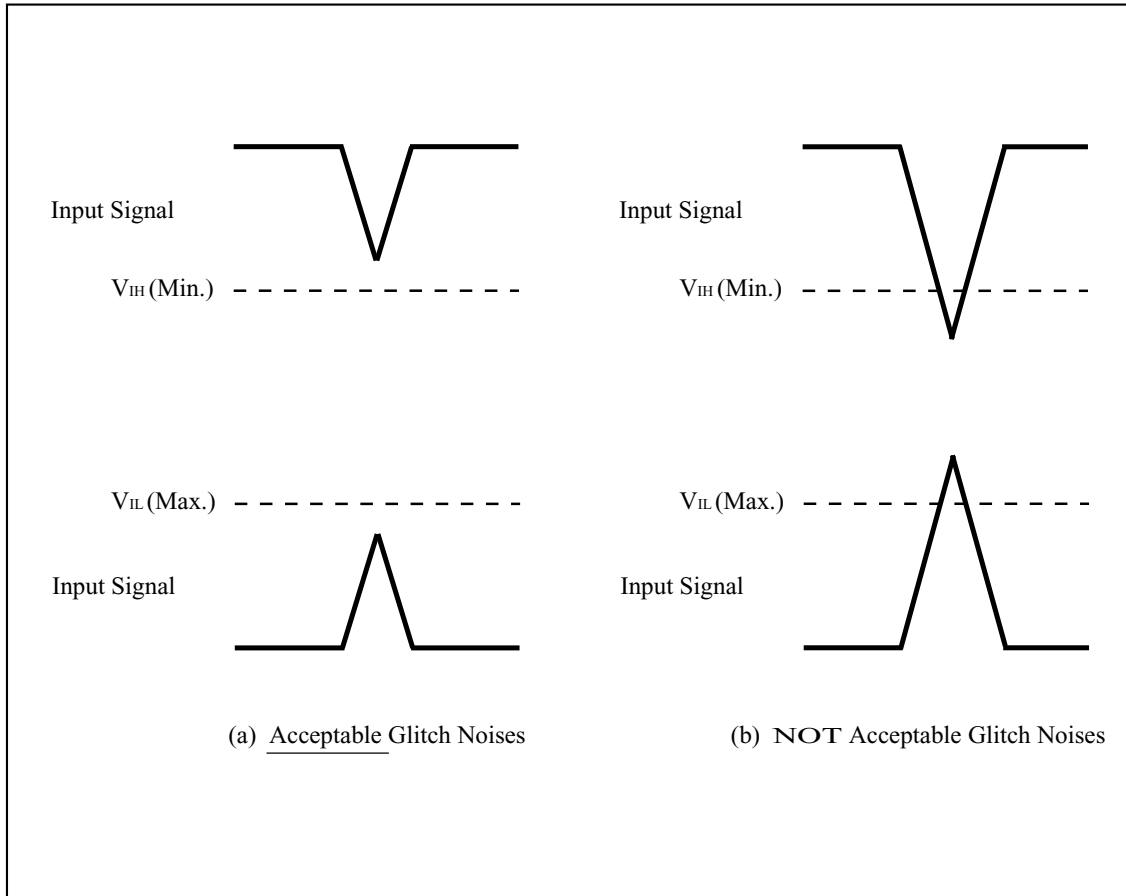 Input Signal
VIH (Min.)
VIL (Max.)
Input Signal
(a) Acceptable Glitch Noises
Input Signal
VIH (Min.)
VIL (Max.)
Input Signal
(b) NOT Acceptable Glitch Noises